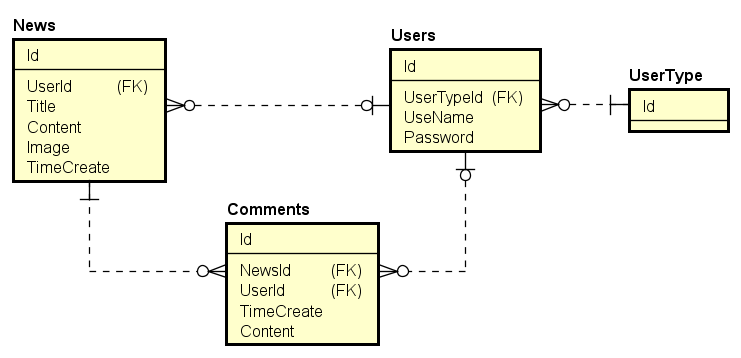 News
Id
UserId (FK)
Title
Content
Image
TimeCreate
Users
Id
UserTypeId (FK)
UseName
Password
UserType
Id
Comments
Id
NewsId (FK)
UserId (FK)
TimeCreate
Content